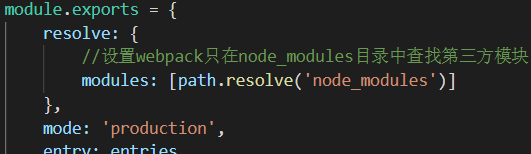 module.exports = {
resolve: {
//设置webpack只在node_modules目录中查找第三方模块
modules: [path.resolve('node_modules')]
},
mode: 'production',
entry: entries